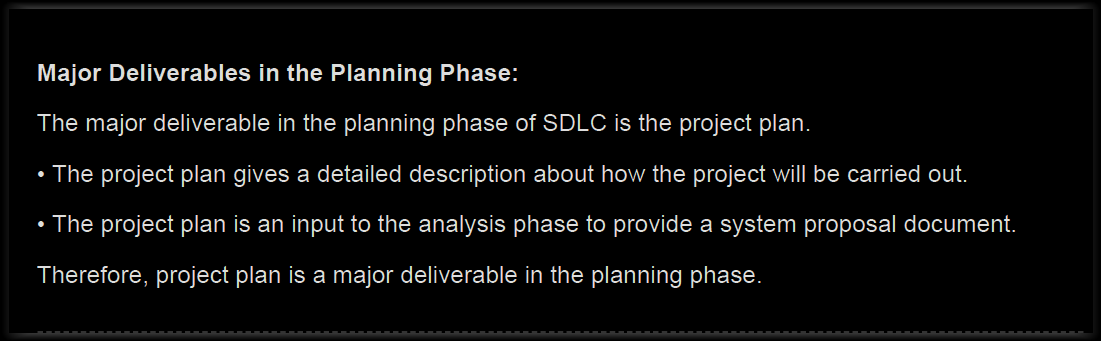 Major Deliverables in the Planning Phase:
The major deliverable in the planning phase of SDLC is the project plan.
• The project plan gives a detailed description about how the project will be carried out.
• The project plan is an input to the analysis phase to provide a system proposal document.
Therefore, project plan is a major deliverable in the planning phase.